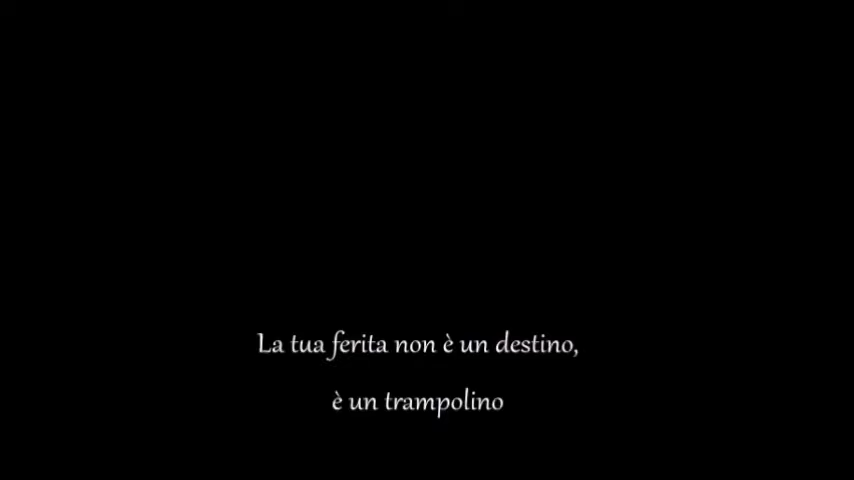 La tua ferita non è un destino,
è un trampolino